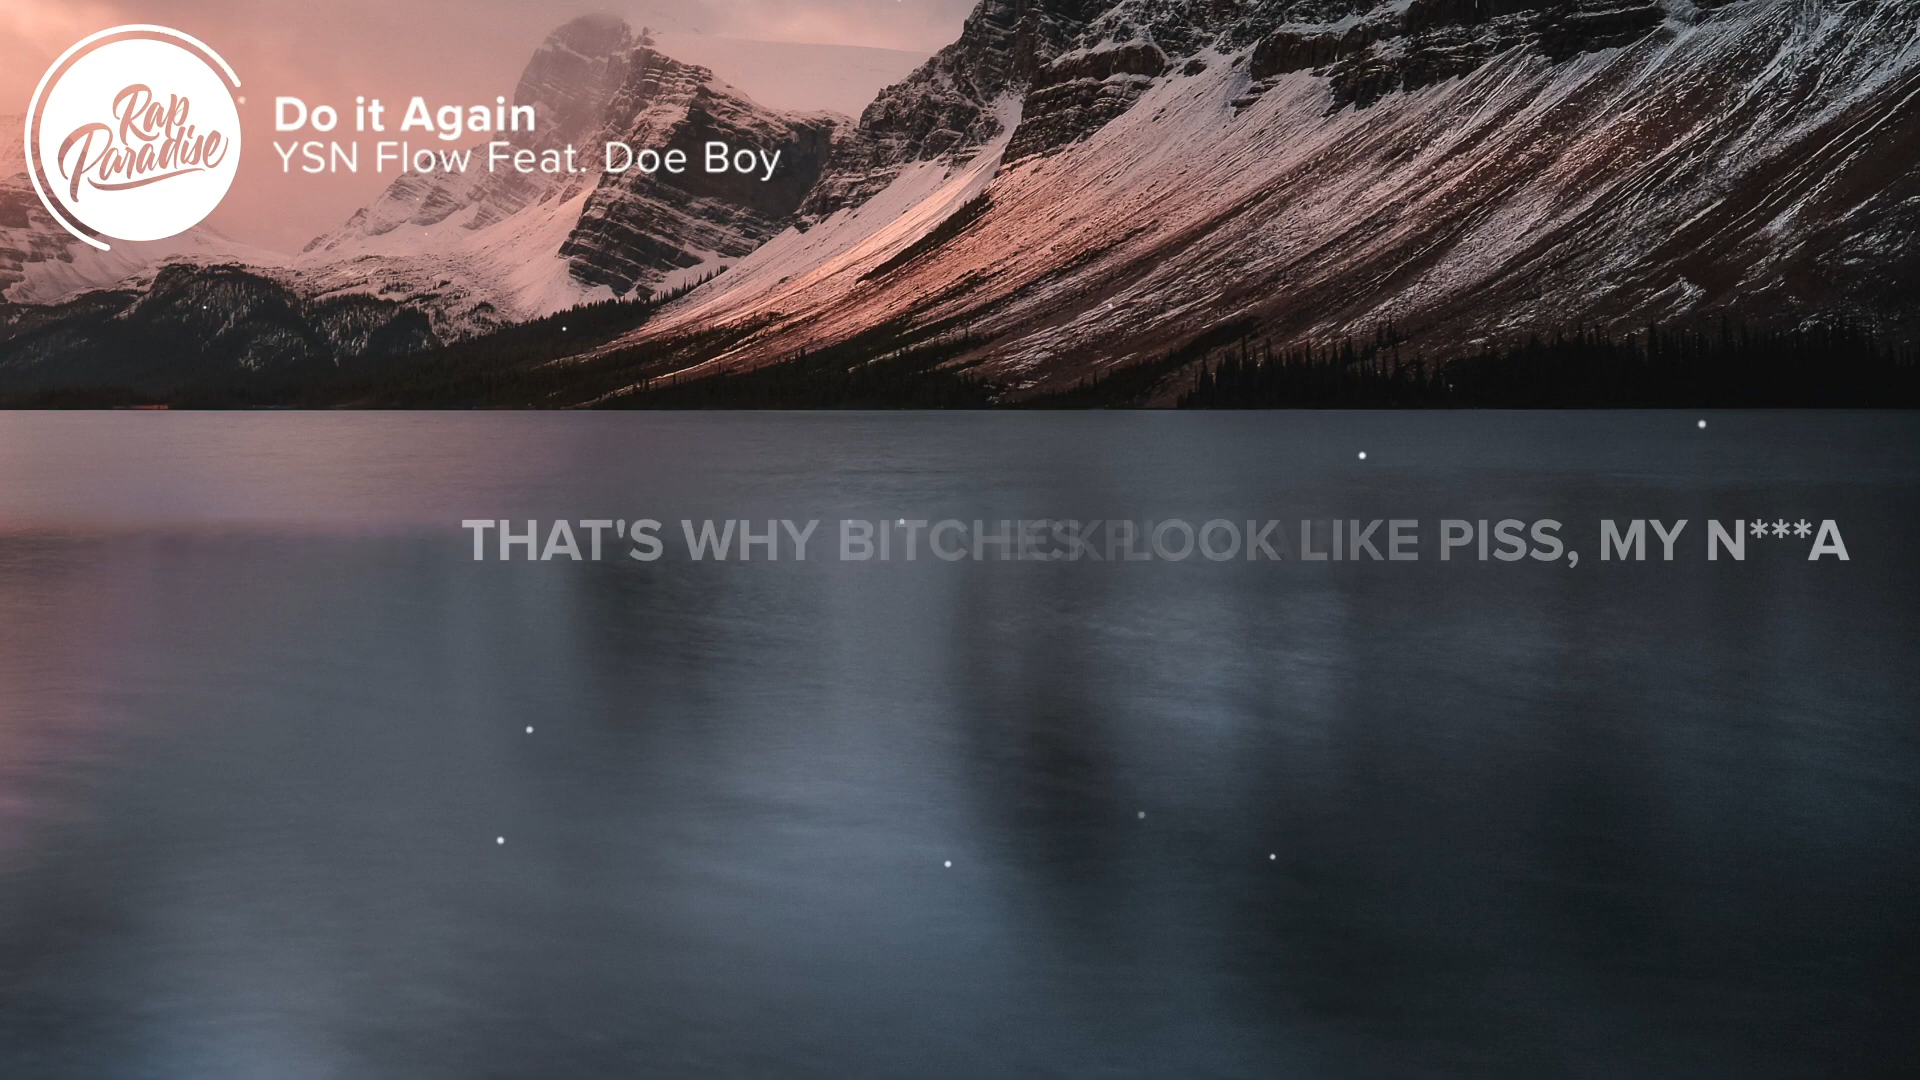 Rap
Paradise
Do it Again
YSN Flow Feat. Doe Boy
THAT'S WHY BITCHES LOOK LIKE PISS, MY N***A